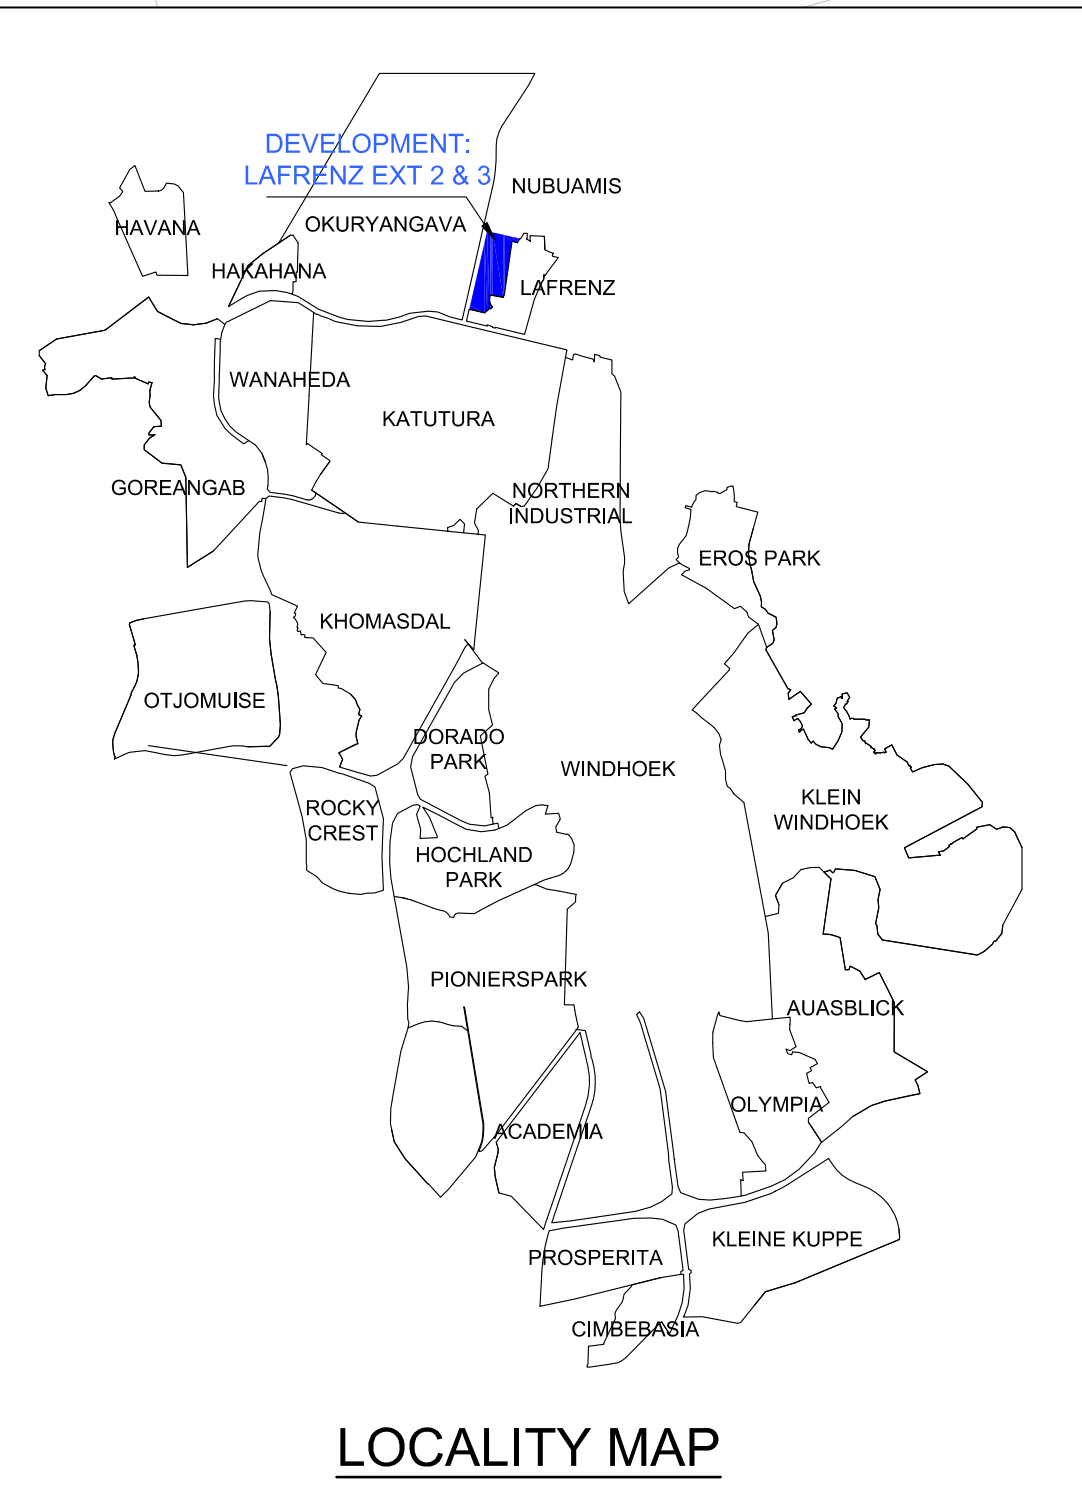 DEVELOPMENT:
LAFRENZ EXT 2 & 3
NUBUAMIS
HAVANA
OKURYANGAVA
HAKAHANA
LAFRENZ
WANAHEDA
KATUTURA
GOREANGAB
NORTHERN
INDUSTRIAL
EROS PARK
KHOMASDAL
OTJOMUISE
DORADO
PARK
WINDHOEK
KLEIN
WINDHOEK
ROCKY
CREST
HOCHLAND
PARK
PIONIERSPARK
AUASBLICK
OLYMPIA
ACADEMIA
KLEINE KUPPE
PROSPERITA
CIMBEBASIA
LOCALITY MAP